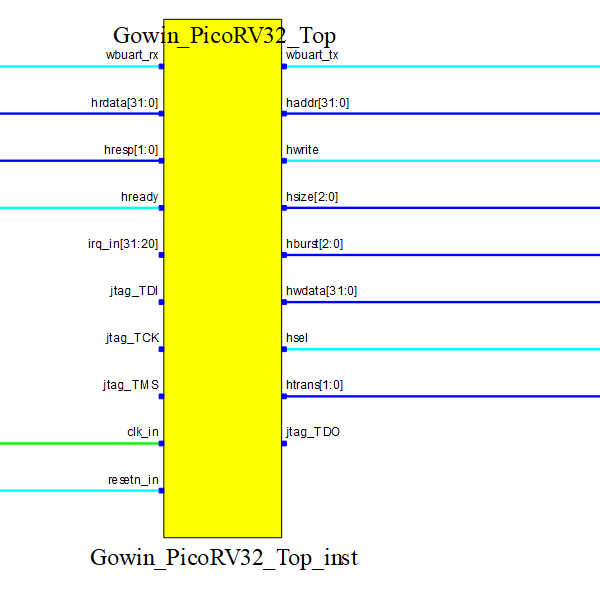 Gowin_PicoRV32_Top
wbuart_rx wbuart_tx
hrdata[31:0] haddr[31:0]
hresp[1:0] hwrite
hready hsize[2:0]
irq_in[31:20] hburst[2:0]
jtag_TDI hwdata[31:0]
jtag_TCK hsel
jtag_TMS htrans[1:0]
clk_in jtag_TDO
resetn_in
Gowin_PicoRV32_Top_inst